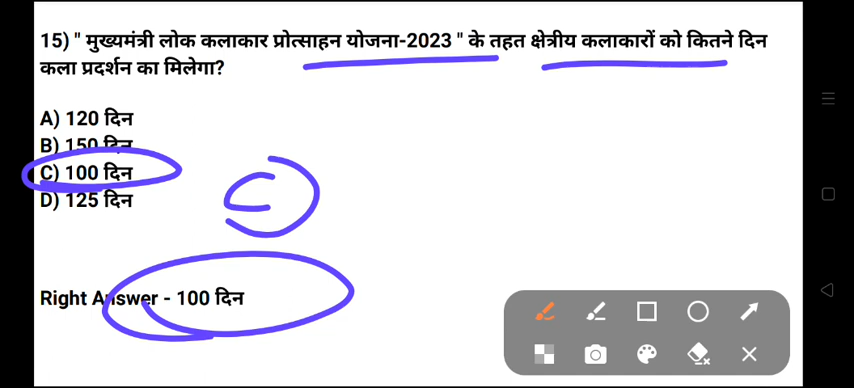 15) " मुख्यमंत्री लोक कलाकार प्रोत्साहन योजना-2023 " के तहत क्षेत्रीय कलाकारों को कितने दिन
कला प्रदर्शन का मिलेगा?
A) 120 दिन
B) 150 दिन
C) 100 दिन
D) 125 दिन
Right Answer - 100 दिन